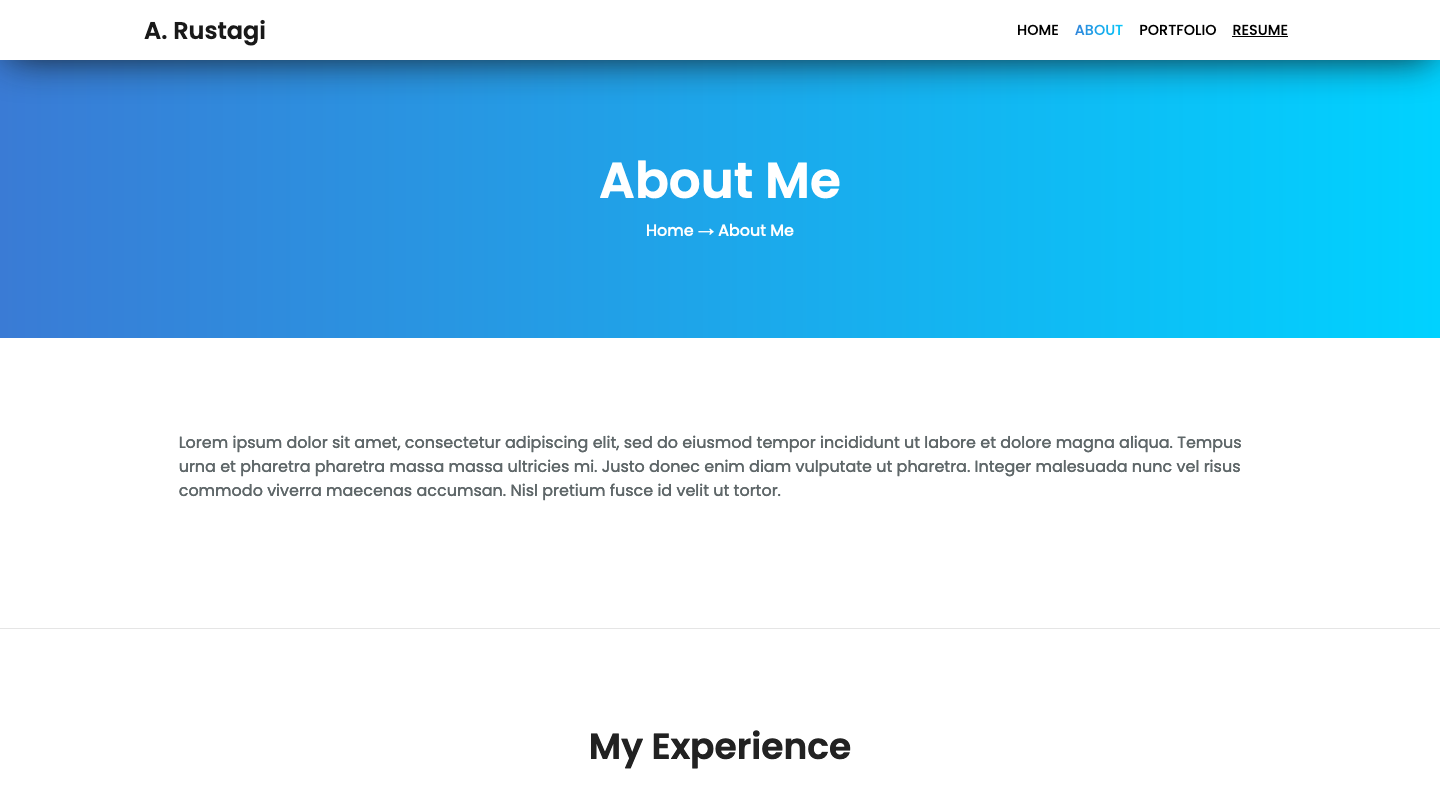 A. Rustagi
HOME ABOUT PORTFOLIO RESUME
About Me
Home → About Me
Lorem ipsum dolor sit amet, consectetur adipiscing elit, sed do eiusmod tempor incididunt ut labore et dolore magna aliqua. Tempus
urna et pharetra pharetra massa massa ultricies mi. Justo donec enim diam vulputate ut pharetra. Integer malesuada nunc vel risus
commodo viverra maecenas accumsan. Nisl pretium fusce id velit ut tortor.
My Experience